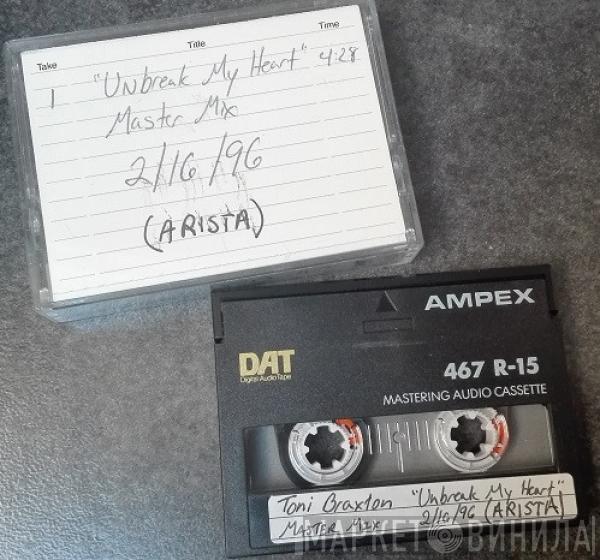 Take Title Time
1 "Unbreak My Heart" 4:28
Master Mix
2/16/96
(ARISTA)
AMPEX
DAT
Digital Audio Tape
467 R-15
MASTERING AUDIO CASSETTE
Toni Braxton "Unbreak My Heart"
MASTER MIX 2/16/96 (ARISTA)
МАРКЕТ ВИНИЛА